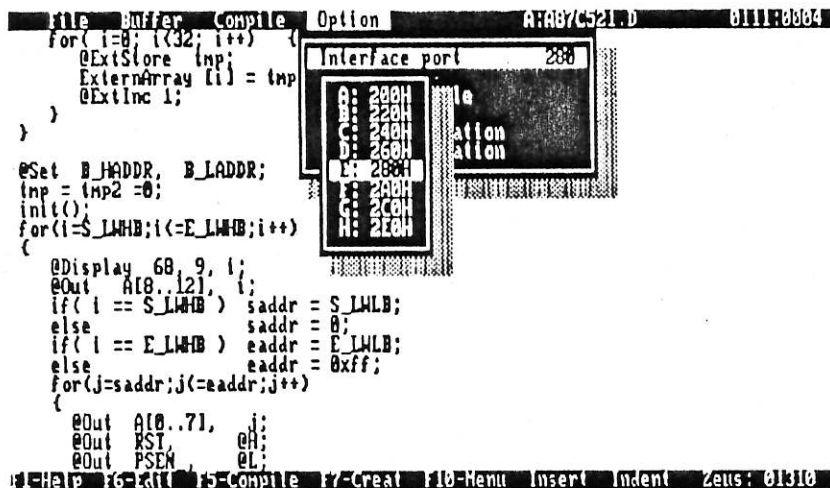 File Buffer Compile Option A:A87C521.D 0111:0004
for( i=0; i<32; i++) {
@ExtStore tmp;
ExternArray [i] = tmp
@ExtInc 1;
}
}
Interface port 280
A: 200H
B: 220H
C: 240H
D: 260H
E: 280H
F: 2A0H
G: 2C0H
H: 2E0H
le
ation
ation
@Set B_HADDR, B_LADDR;
tmp = tmp2 =0;
init();
for(i=S_LWHB;i<=E_LWHB;i++)
{
@Display 68, 9, i;
@Out A[8..12], i;
if( i == S_LWHB ) saddr = S_LWLB;
else saddr = 0;
if( i == E_LWHB ) eaddr = E_LWLB;
else eaddr = 0xff;
for(j=saddr;j<=eaddr;j++)
{
@Out A[0..7], j;
@Out RST, @H;
@Out PSEN , @L;
F1-Help F6-Edit F5-Compile F7-Creat F10-Menu Insert Indent Zeus: 01310